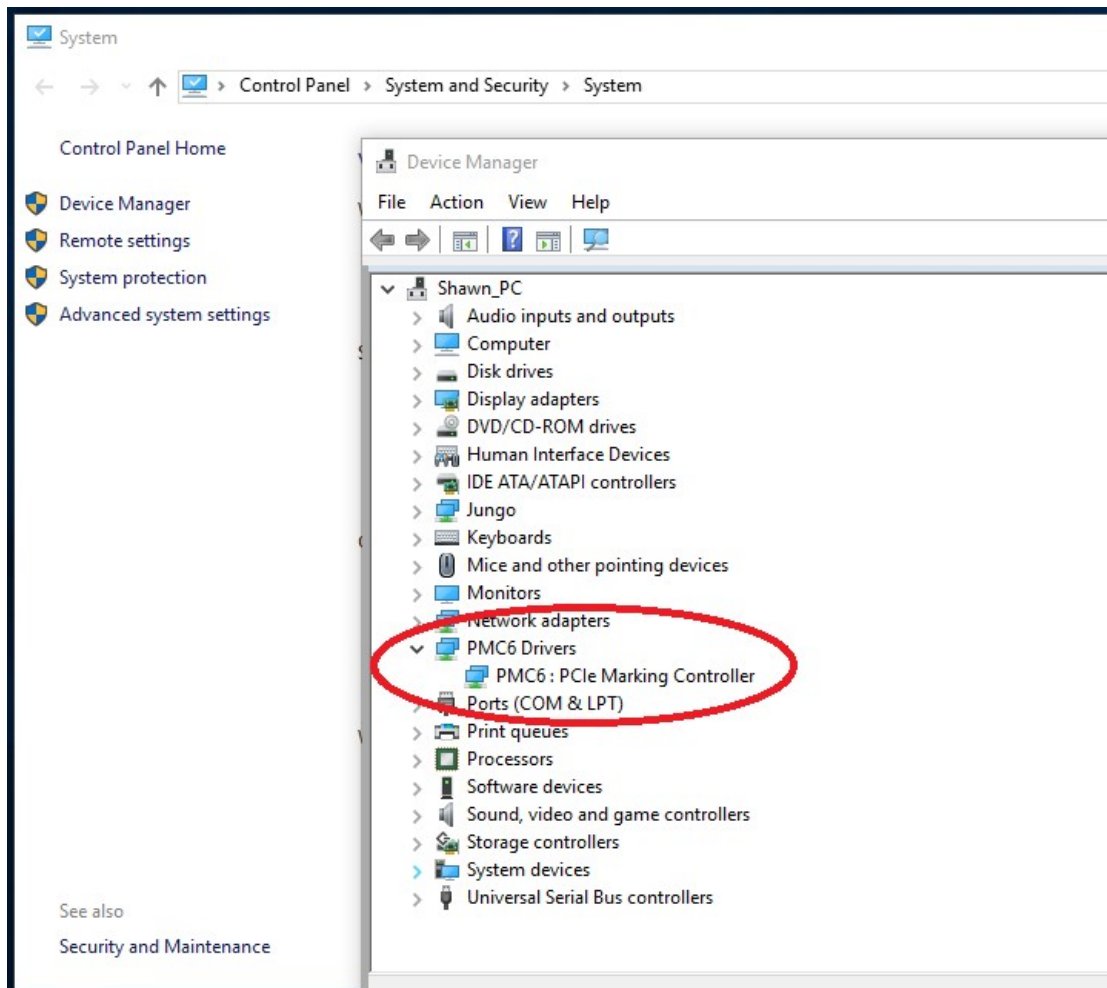 System
Control Panel > System and Security > System
Control Panel Home
Device Manager
Remote settings
System protection
Advanced system settings
See also
Security and Maintenance
Device Manager
File Action View Help
Shawn_PC
Audio inputs and outputs
Computer
Disk drives
Display adapters
DVD/CD-ROM drives
Human Interface Devices
IDE ATA/ATAPI controllers
Jungo
Keyboards
Mice and other pointing devices
Monitors
Network adapters
PMC6 Drivers
PMC6 : PCIe Marking Controller
Ports (COM & LPT)
Print queues
Processors
Software devices
Sound, video and game controllers
Storage controllers
System devices
Universal Serial Bus controllers